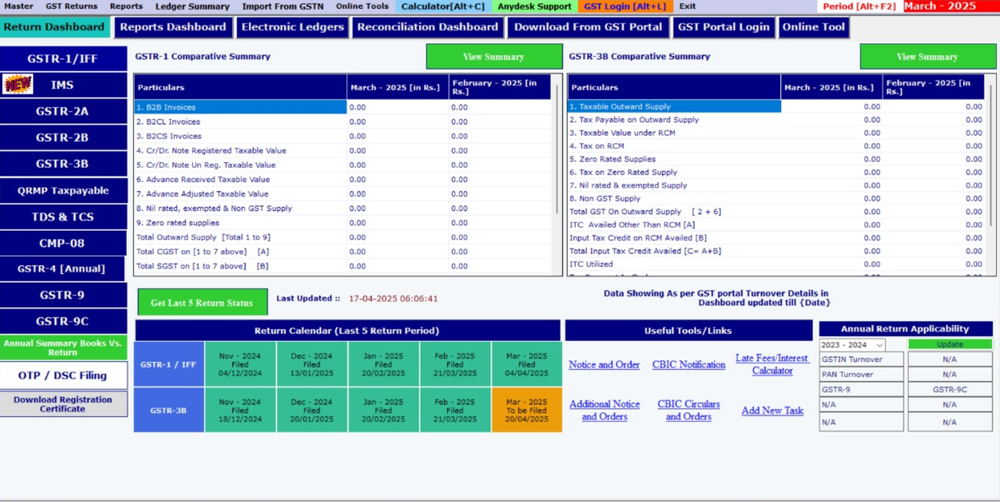 Master GST Returns Reports Ledger Summary Import From GSTN Online Tools Calculator[Alt+C] Anydesk Support GST Login [Alt+L] Exit Period [Alt+F2] March - 2025
Return Dashboard Reports Dashboard Electronic Ledgers Reconciliation Dashboard Download From GST Portal GST Portal Login Online Tool
GSTR-1/IFF
NEW IMS
GSTR-2A
GSTR-2B
GSTR-3B
QRMP Taxpayable
TDS & TCS
CMP-08
GSTR-4 [Annual]
GSTR-9
GSTR-9C
Annual Summary Books Vs.
Return
OTP / DSC Filing
Download Registration
Certificate
GSTR-1 Comparative Summary View Summary
Particulars March - 2025 [in Rs.] February - 2025 [in
Rs.]
1. B2B Invoices 0.00 0.00
2. B2CL Invoices 0.00 0.00
3. B2CS Invoices 0.00 0.00
4. Cr/Dr. Note Registered Taxable Value 0.00 0.00
5. Cr/Dr. Note Un Reg. Taxable Value 0.00 0.00
6. Advance Received Taxable Value 0.00 0.00
7. Advance Adjusted Taxable Value 0.00 0.00
8. Nil rated, exempted & Non GST Supply 0.00 0.00
9. Zero rated supplies 0.00 0.00
Total Outward Supply [Total 1 to 9] 0.00 0.00
Total CGST on [1 to 7 above] [A] 0.00 0.00
Total SGST on [1 to 7 above] [B] 0.00 0.00
GSTR-3B Comparative Summary View Summary
Particulars March - 2025 [in Rs.] February - 2025 [in
Rs.]
1. Taxable Outward Supply 0.00 0.00
2. Tax Payable on Outward Supply 0.00 0.00
3. Taxable Value under RCM 0.00 0.00
4. Tax on RCM 0.00 0.00
5. Zero Rated Supplies 0.00 0.00
6. Tax on Zero Rated Supply 0.00 0.00
7. Nil rated & exempted Supply 0.00 0.00
8. Non GST Supply 0.00 0.00
Total GST On Outward Supply [ 2 + 6] 0.00 0.00
ITC Availed Other Than RCM [A] 0.00 0.00
Input Tax Credit on RCM Availed [B] 0.00 0.00
Total Input Tax Credit Availed [C= A+B] 0.00 0.00
ITC Utilized 0.00 0.00
Get Last 5 Return Status Last Updated :: 17-04-2025 06:06:41
Data Showing As per GST portal Turnover Details in
Dashboard updated till {Date}
Return Calendar (Last 5 Return Period)
GSTR-1 / IFF
Nov - 2024
Filed
04/12/2024
Dec - 2024
Filed
13/01/2025
Jan - 2025
Filed
20/02/2025
Feb - 2025
Filed
21/03/2025
Mar - 2025
Filed
04/04/2025
GSTR-3B
Nov - 2024
Filed
18/12/2024
Dec - 2024
Filed
20/01/2025
Jan - 2025
Filed
20/02/2025
Feb - 2025
Filed
21/03/2025
Mar - 2025
To be Filed
20/04/2025
Useful Tools/Links
Notice and Order
CBIC Notification
Late Fees/Interest
Calculator
Additional Notice
and Orders
CBIC Circulars
and Orders
Add New Task
Annual Return Applicability
2023 - 2024 Update
GSTIN Turnover N/A
PAN Turnover N/A
GSTR-9 GSTR-9C
N/A N/A
N/A N/A